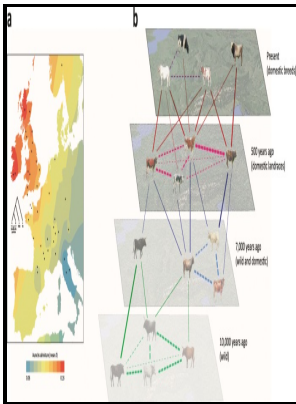 a
b
Present
(domestic breeds)
500 years ago
(domestic landraces)
7,000 years ago
(wild and domestic)
10,000 years ago
(wild)